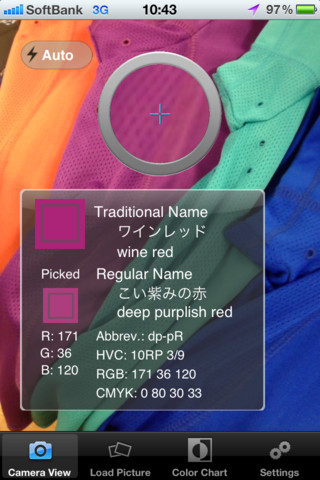 SoftBank 3G 10:43 97%
Auto
Traditional Name
ワインレッド
wine red
Picked
Regular Name
こい紫みの赤
deep purplish red
R: 171
G: 36
B: 120
Abbrev.: dp-pR
HVC: 10RP 3/9
RGB: 171 36 120
CMYK: 0 80 30 33
Camera View
Load Picture
Color Chart
Settings